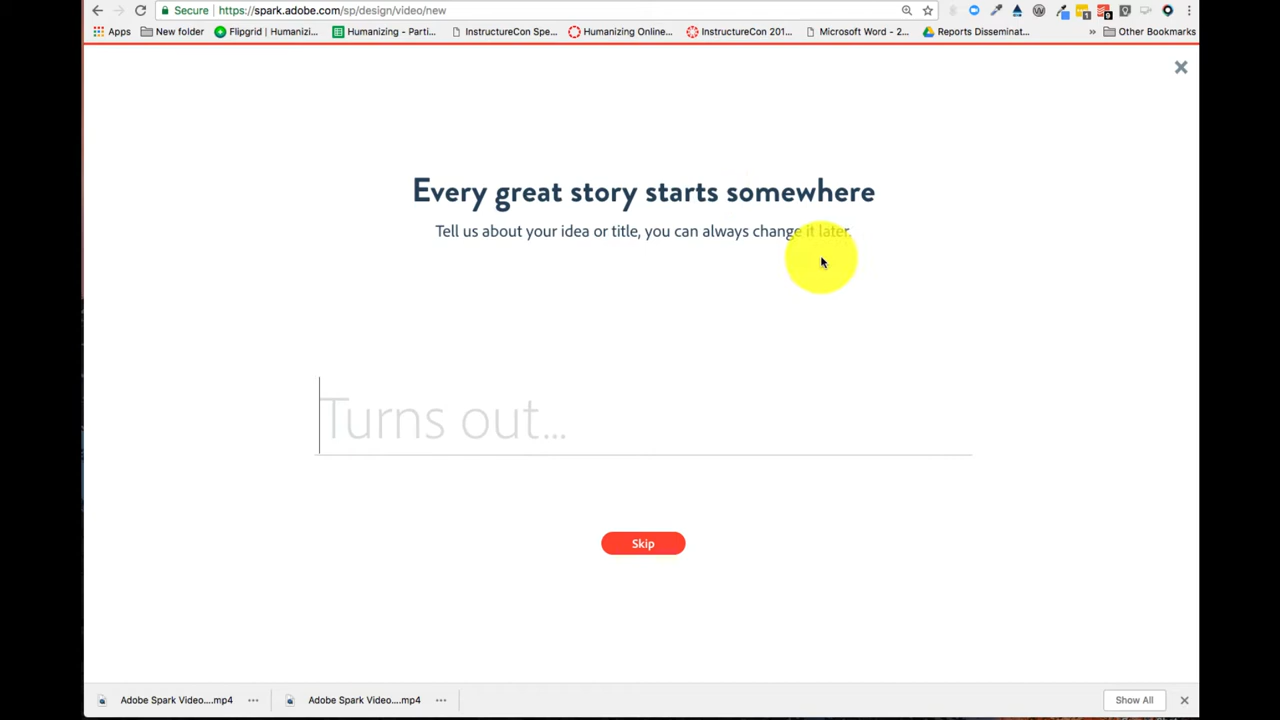 Secure https://spark.adobe.com/sp/design/video/new
Apps New folder Flipgrid | Humanizi... Humanizing - Parti... InstructureCon Spe... Humanizing Online... InstructureCon 201... Microsoft Word - 2... Reports Disseminat... » Other Bookmarks
Every great story starts somewhere
Tell us about your idea or title, you can always change it later.
Turns out...
Skip
Adobe Spark Video....mp4 Adobe Spark Video....mp4 Show All